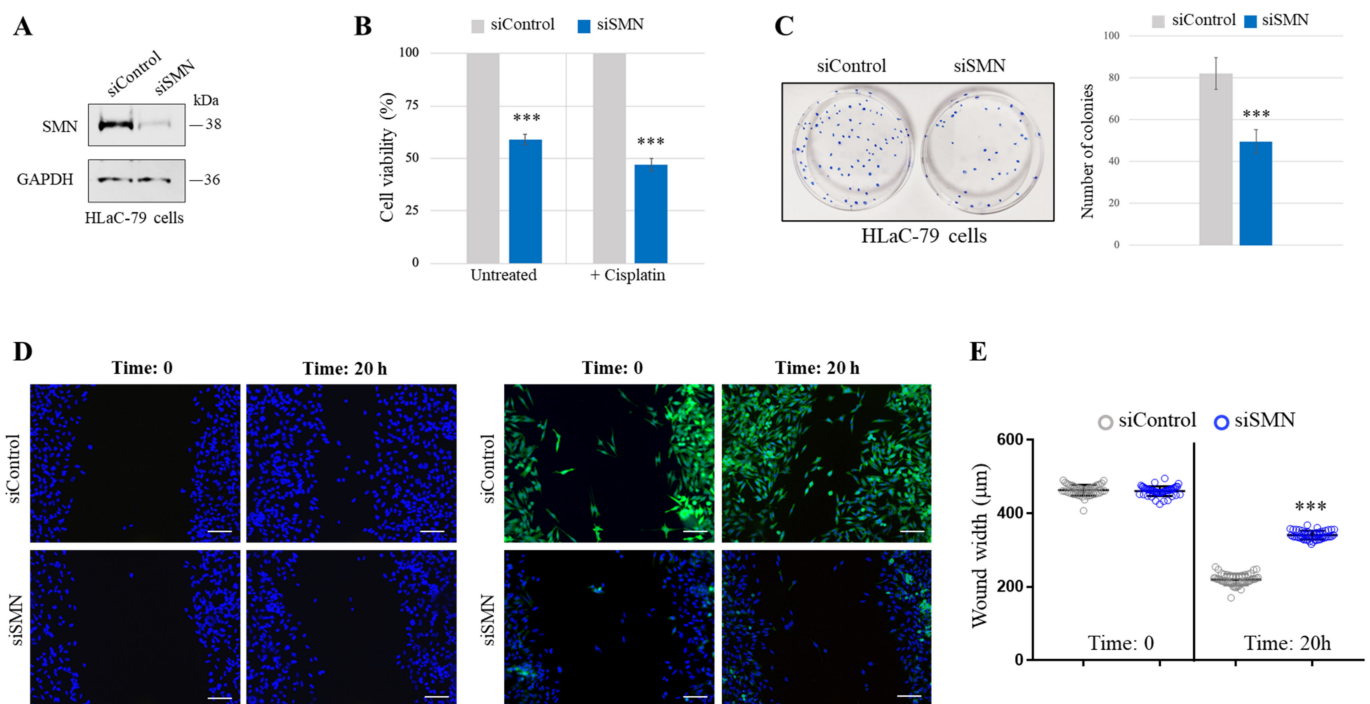 A
siControl
siSMN
kDa
SMN
38
GAPDH
36
HLaC-79 cells
B
siControl
siSMN
Cell viability (%)
100
75
50
25
0
***
***
Untreated
+ Cisplatin
C
siControl
siSMN
HLaC-79 cells
siControl
siSMN
Number of colonies
100
80
60
40
20
0
***
D
Time: 0
Time: 20 h
Time: 0
Time: 20 h
siControl
siSMN
siControl
siSMN
E
siControl
siSMN
Wound width (µm)
600
400
200
0
***
Time: 0
Time: 20h